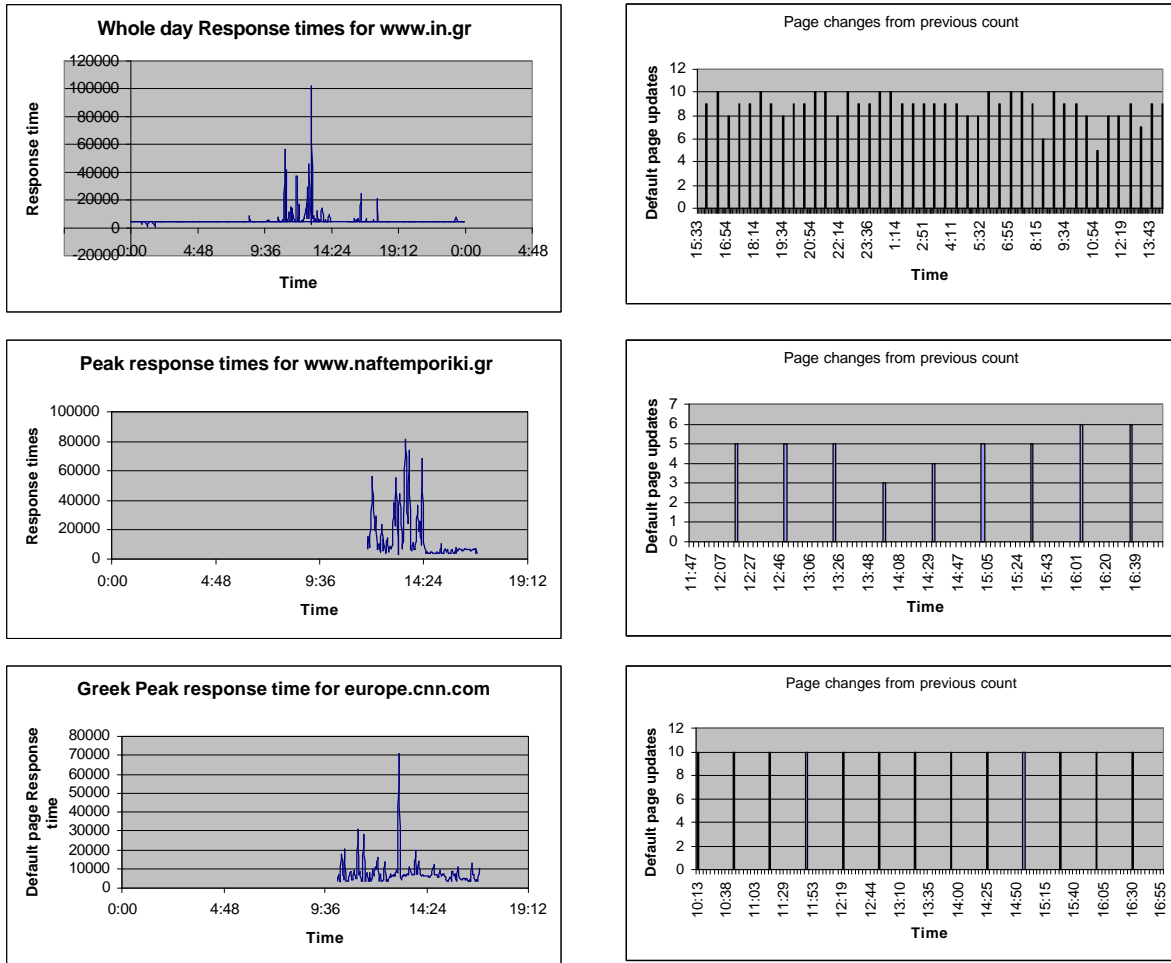 Whole day Response times for www.in.gr
Response time
120000
100000
80000
60000
40000
20000
0
-20000
0:00 4:48 9:36 14:24 19:12 0:00 4:48
Time
Page changes from previous count
Default page updates
12
10
8
6
4
2
0
15:33 16:54 18:14 19:34 20:54 22:14 23:36 1:14 2:51 4:11 5:32 6:55 8:15 9:34 10:54 12:19 13:43
Time
Peak response times for www.naftemporiki.gr
Response times
100000
80000
60000
40000
20000
0
0:00 4:48 9:36 14:24 19:12
Time
Page changes from previous count
Default page updates
7
6
5
4
3
2
1
0
11:47 12:07 12:27 12:46 13:06 13:26 13:48 14:08 14:29 14:47 15:05 15:24 15:43 16:01 16:20 16:39
Time
Greek Peak response time for europe.cnn.com
Default page Response
time
80000
70000
60000
50000
40000
30000
20000
10000
0
0:00 4:48 9:36 14:24 19:12
Time
Page changes from previous count
Default page updates
12
10
8
6
4
2
0
10:13 10:38 11:03 11:29 11:53 12:19 12:44 13:10 13:35 14:00 14:25 14:50 15:15 15:40 16:05 16:30 16:55
Time